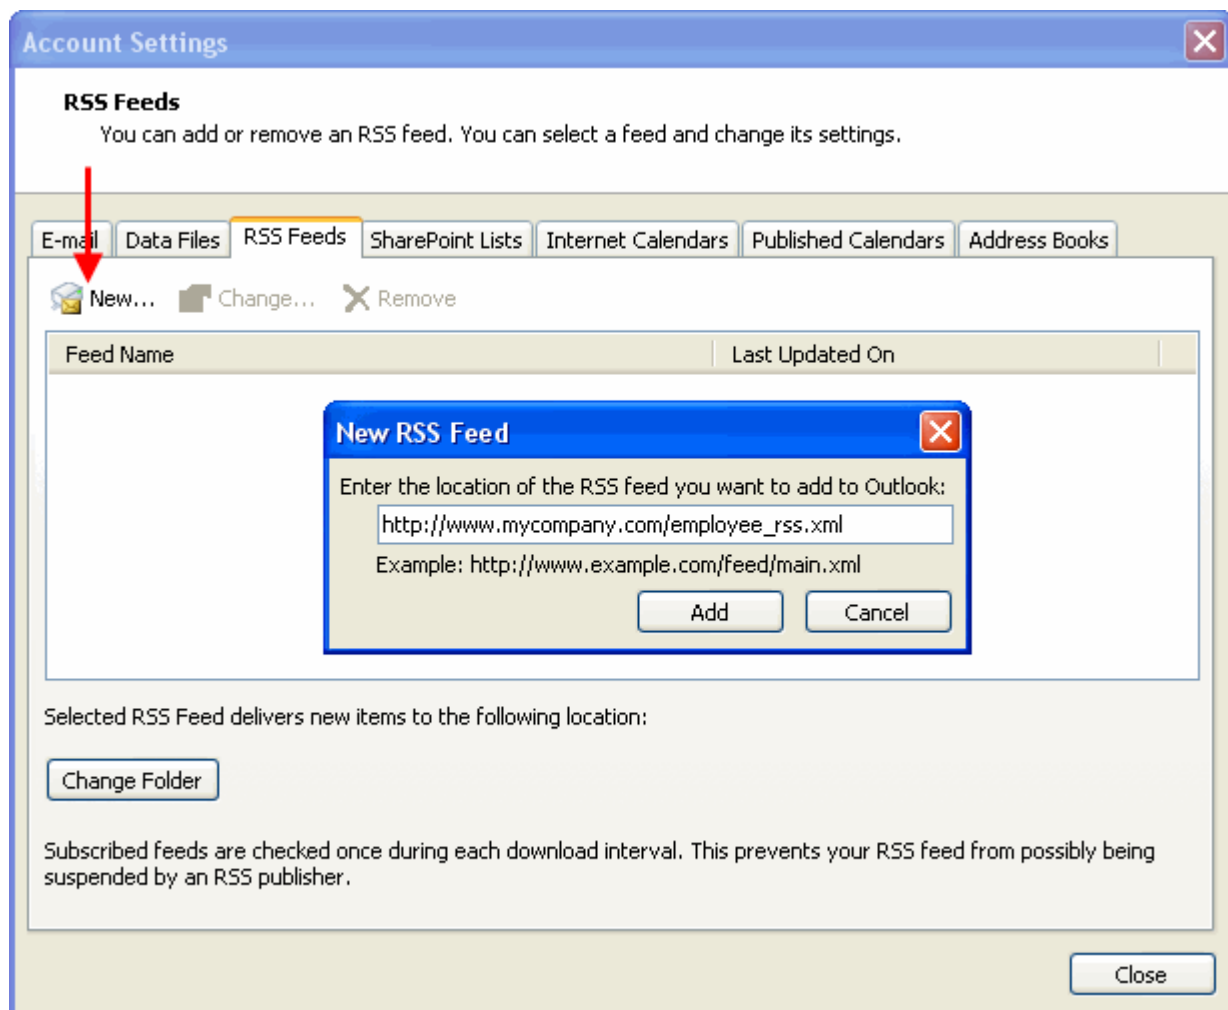 Account Settings
RSS Feeds
You can add or remove an RSS feed. You can select a feed and change its settings.
E-mail Data Files RSS Feeds SharePoint Lists Internet Calendars Published Calendars Address Books
New... Change... Remove
Feed Name Last Updated On
New RSS Feed
Enter the location of the RSS feed you want to add to Outlook:
http://www.mycompany.com/employee_rss.xml
Example: http://www.example.com/feed/main.xml
Add Cancel
Selected RSS Feed delivers new items to the following location:
Change Folder
Subscribed feeds are checked once during each download interval. This prevents your RSS feed from possibly being
suspended by an RSS publisher.
Close